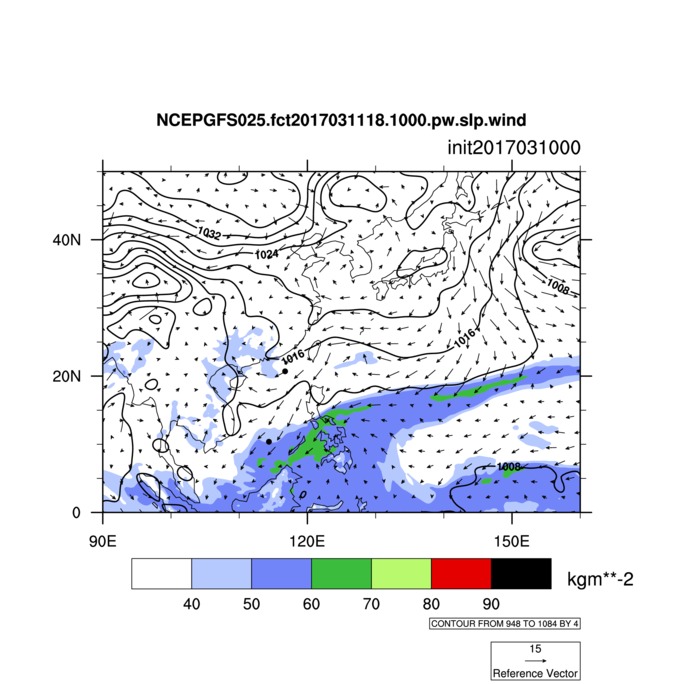 NCEPGFS025.fct2017031118.1000.pw.slp.wind
init2017031000
1032
40N
1024
1008
1016
1016
20N
1008
0
0
90E 120E 150E
kgm**-2
40 50 60 70 80 90
CONTOUR FROM 948 TO 1084 BY 4
15
Reference Vector